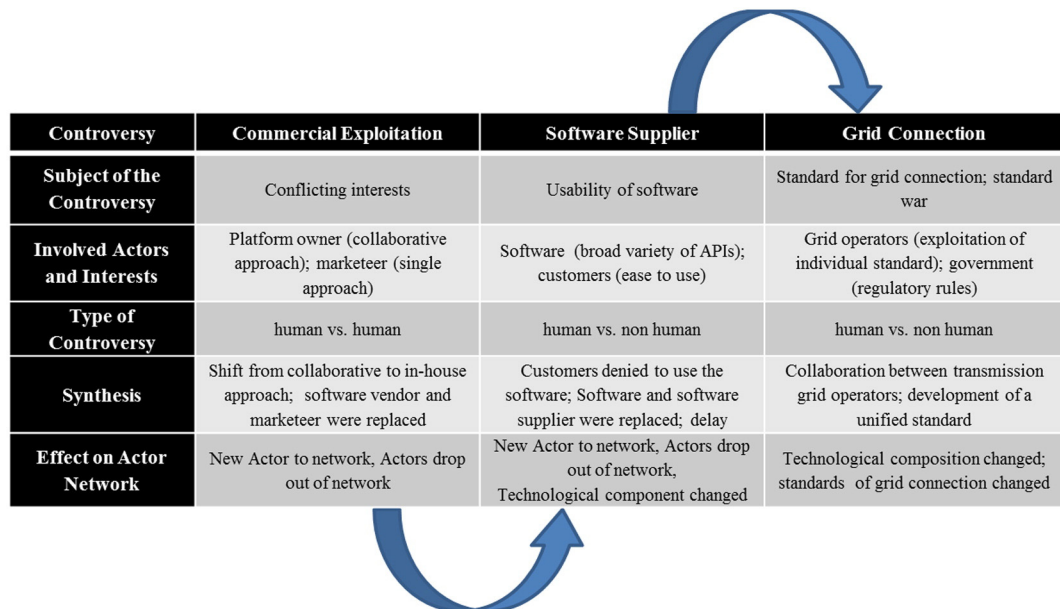 Controversy
Commercial Exploitation
Software Supplier
Grid Connection
Subject of the
Controversy
Conflicting interests
Usability of software
Standard for grid connection; standard
war
Involved Actors
and Interests
Platform owner (collaborative
approach); marketeer (single
approach)
Software (broad variety of APIs);
customers (ease to use)
Grid operators (exploitation of
individual standard); government
(regulatory rules)
Type of
Controversy
human vs. human
human vs. non human
human vs. non human
Synthesis
Shift from collaborative to in-house
approach; software vendor and
marketeer were replaced
Customers denied to use the
software; Software and software
supplier were replaced; delay
Collaboration between transmission
grid operators; development of a
unified standard
Effect on Actor
Network
New Actor to network, Actors drop
out of network
New Actor to network, Actors drop
out of network,
Technological component changed
Technological composition changed;
standards of grid connection changed